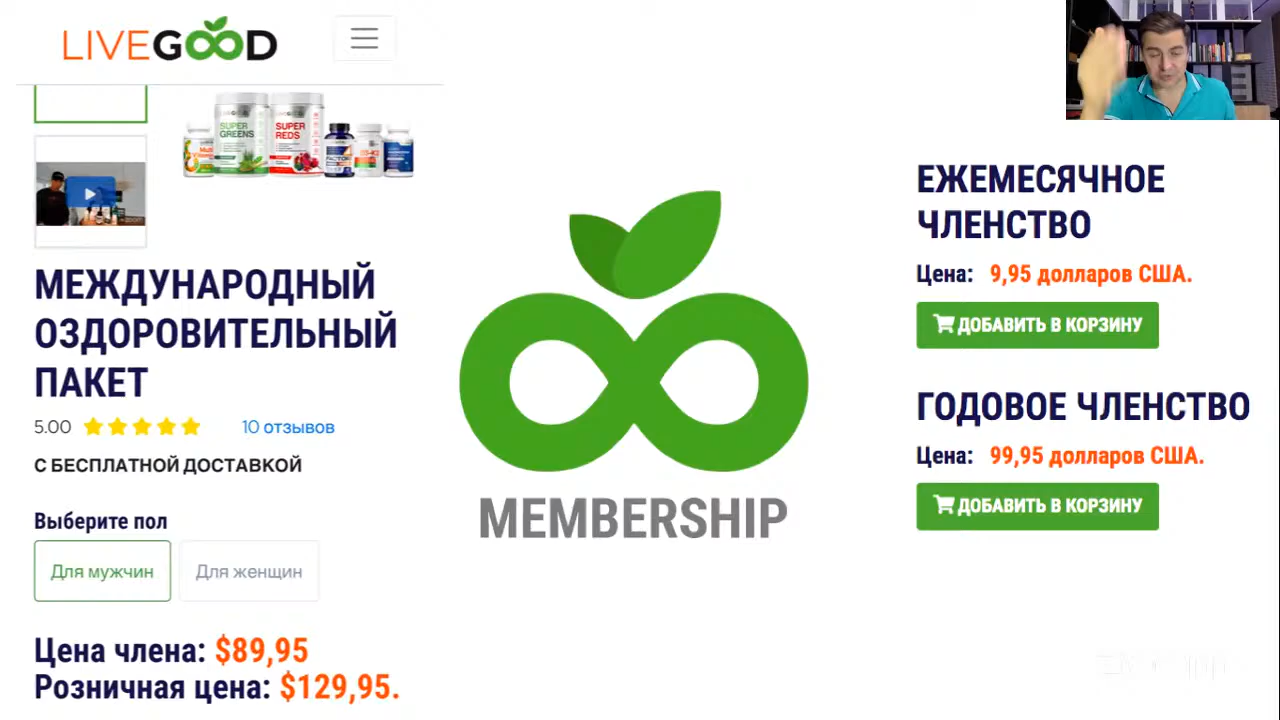 LIVEGOOD
SUPER
GREENS
SUPER
REDS
МЕЖДУНАРОДНЫЙ
ОЗДОРОВИТЕЛЬНЫЙ
ПАКЕТ
5.00
10 отзывов
С БЕСПЛАТНОЙ ДОСТАВКОЙ
Выберите пол
Для мужчин
Для женщин
Цена члена: $89,95
Розничная цена: $129,95.
MEMBERSHIP
ЕЖЕМЕСЯЧНОЕ
ЧЛЕНСТВО
Цена: 9,95 долларов США.
ДОБАВИТЬ В КОРЗИНУ
ГОДОВОЕ ЧЛЕНСТВО
Цена: 99,95 долларов США.
ДОБАВИТЬ В КОРЗИНУ